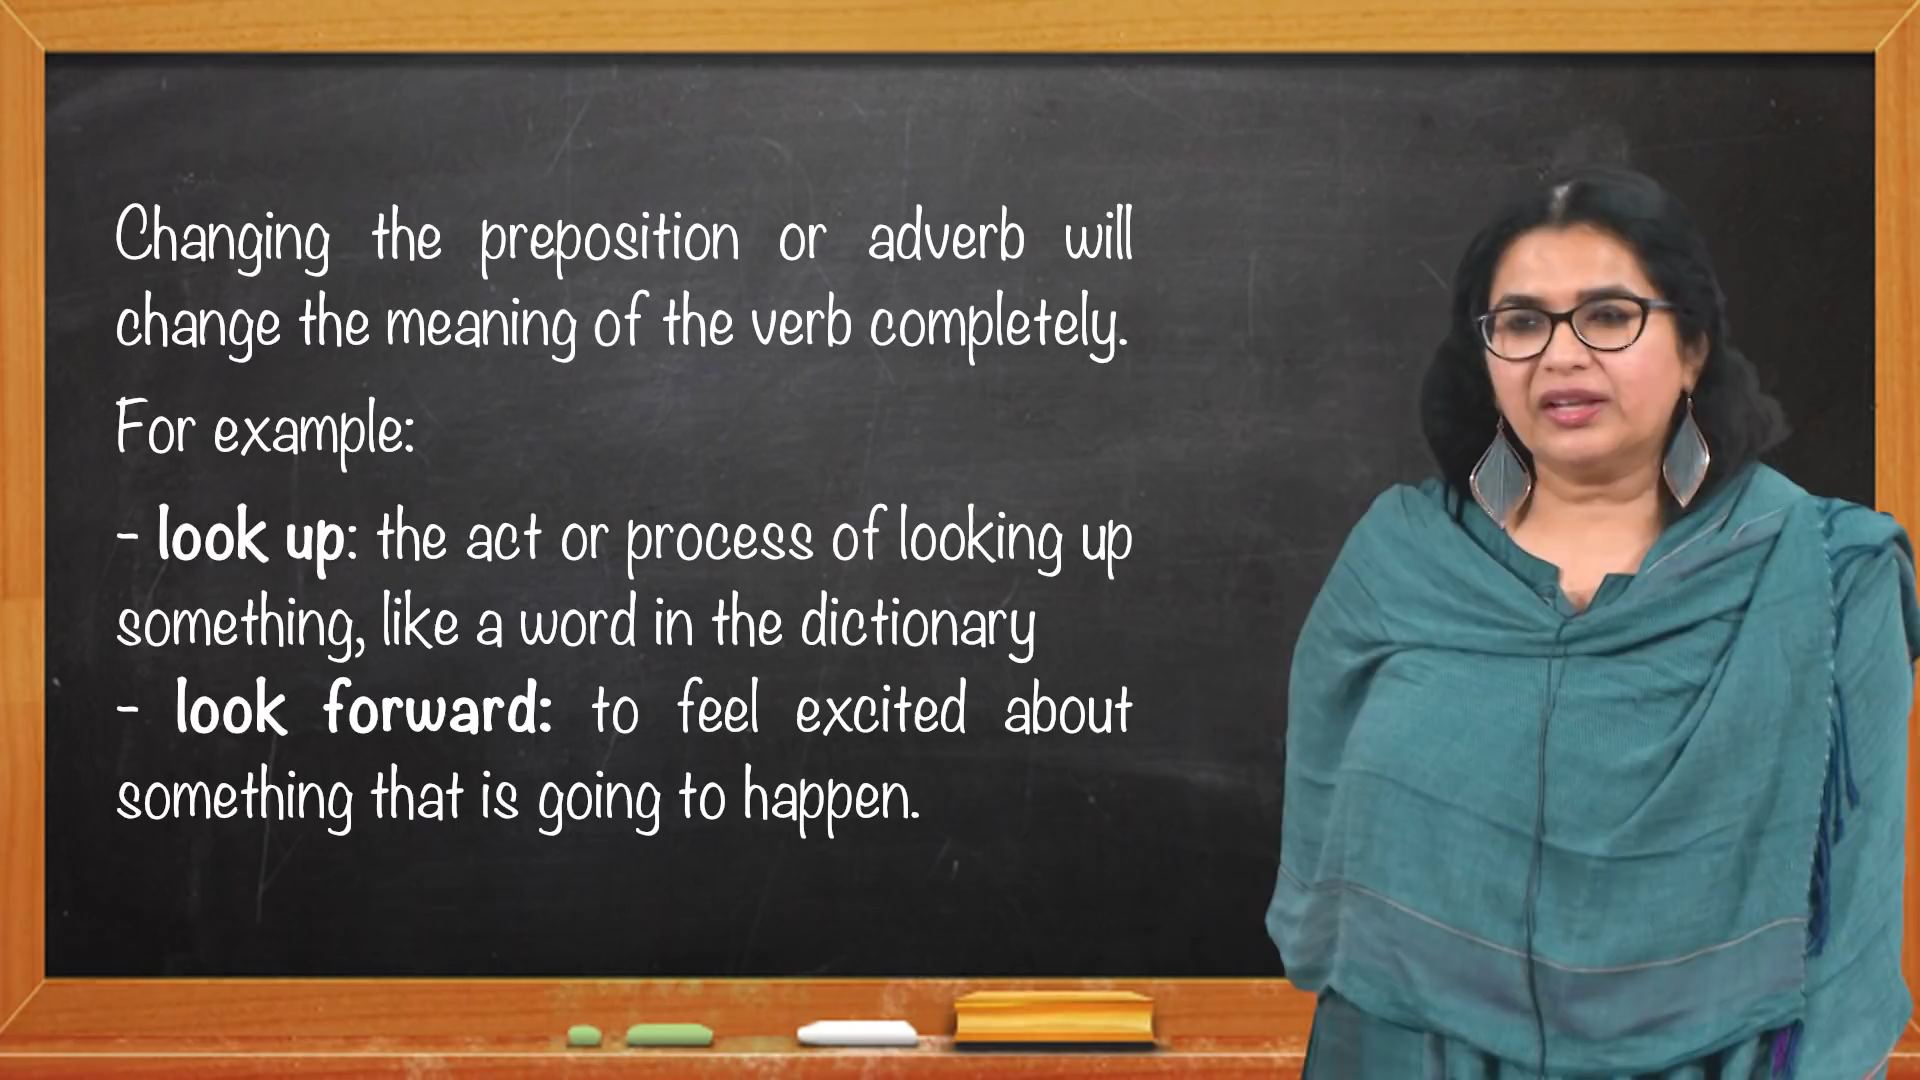 Changing the preposition or adverb will
change the meaning of the verb completely.
For example:
- look up: the act or process of looking up
something, like a word in the dictionary
- look forward: to feel excited about
something that is going to happen.